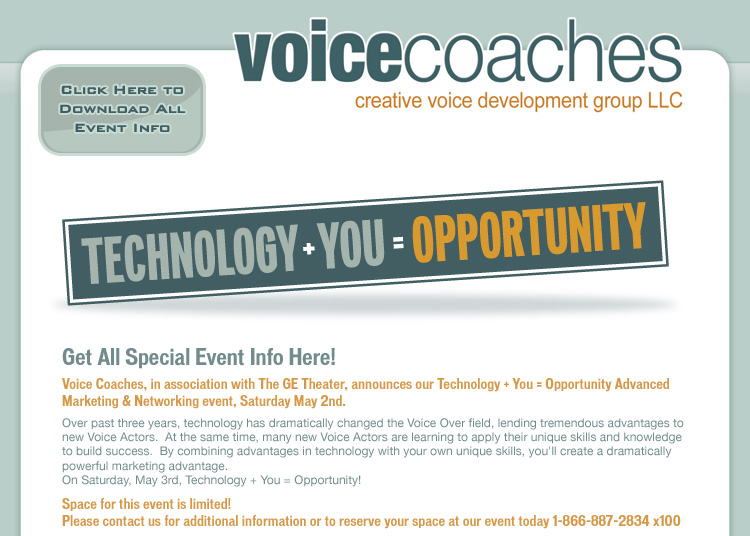 voicecoaches
creative voice development group LLC
Click Here to
Download All
Event Info
TECHNOLOGY + YOU = OPPORTUNITY
Get All Special Event Info Here!
Voice Coaches, in association with The GE Theater, announces our Technology + You = Opportunity Advanced
Marketing & Networking event, Saturday May 2nd.
Over past three years, technology has dramatically changed the Voice Over field, lending tremendous advantages to
new Voice Actors.  At the same time, many new Voice Actors are learning to apply their unique skills and knowledge
to build success.  By combining advantages in technology with your own unique skills, you'll create a dramatically
powerful marketing advantage.
On Saturday, May 3rd, Technology + You = Opportunity!
Space for this event is limited!
Please contact us for additional information or to reserve your space at our event today 1-866-887-2834 x100